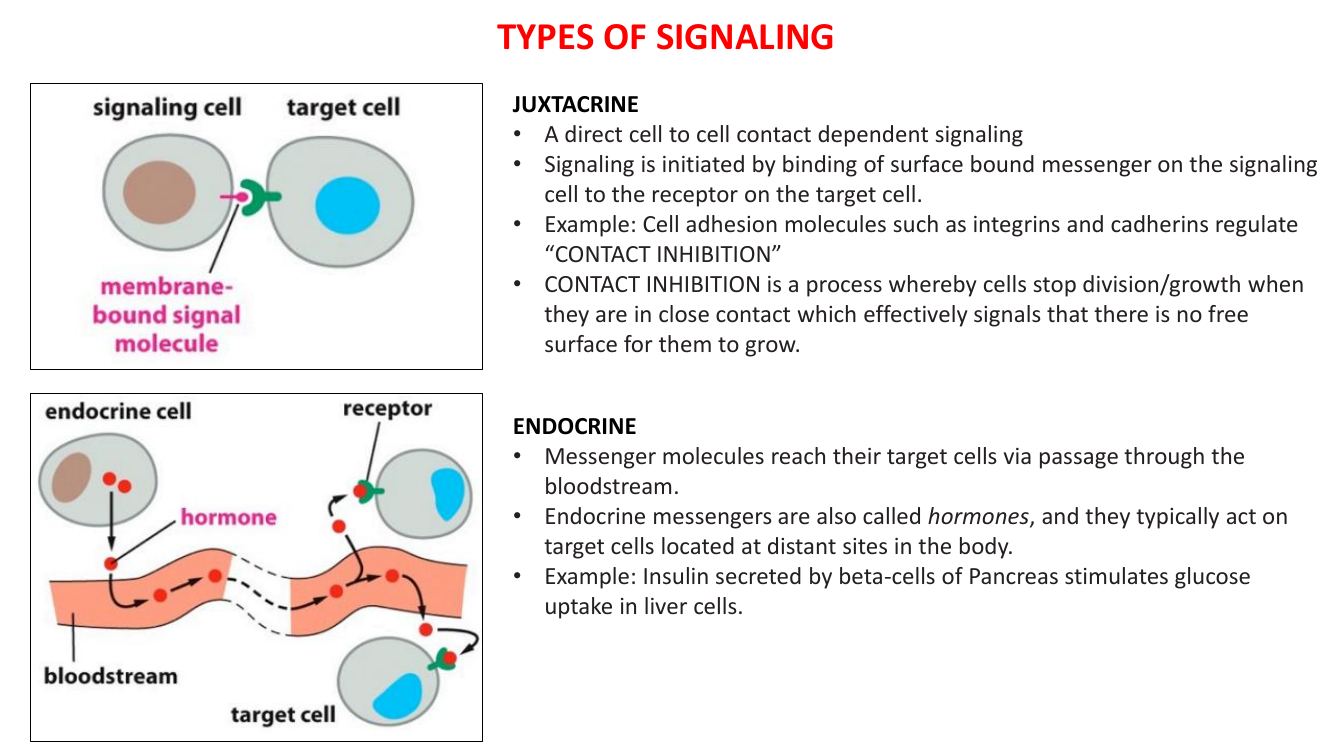 TYPES OF SIGNALING
signaling cell target cell
membrane-
bound signal
molecule
JUXTACRINE
• A direct cell to cell contact dependent signaling
• Signaling is initiated by binding of surface bound messenger on the signaling
cell to the receptor on the target cell.
• Example: Cell adhesion molecules such as integrins and cadherins regulate
“CONTACT INHIBITION”
• CONTACT INHIBITION is a process whereby cells stop division/growth when
they are in close contact which effectively signals that there is no free
surface for them to grow.
endocrine cell
receptor
hormone
bloodstream
target cell
ENDOCRINE
• Messenger molecules reach their target cells via passage through the
bloodstream.
• Endocrine messengers are also called hormones, and they typically act on
target cells located at distant sites in the body.
• Example: Insulin secreted by beta-cells of Pancreas stimulates glucose
uptake in liver cells.